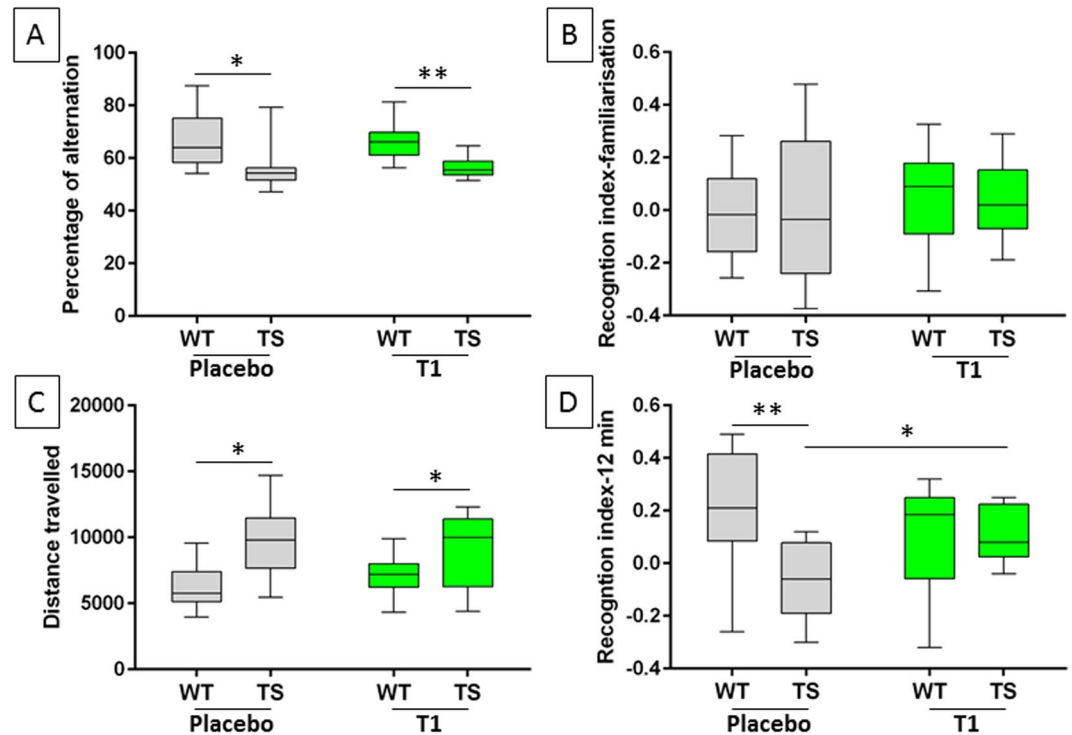 A
Percentage of alternation
100
80
60
40
20
0
*
**
WT TS WT TS
Placebo T1
B
Recogntion index-familiarisation
0.6
0.4
0.2
0.0
-0.2
-0.4
WT TS WT TS
Placebo T1
C
Distance travelled
20000
15000
10000
5000
0
*
*
WT TS WT TS
Placebo T1
D
Recogntion index-12 min
0.6
0.4
0.2
0.0
-0.2
-0.4
**
*
WT TS WT TS
Placebo T1